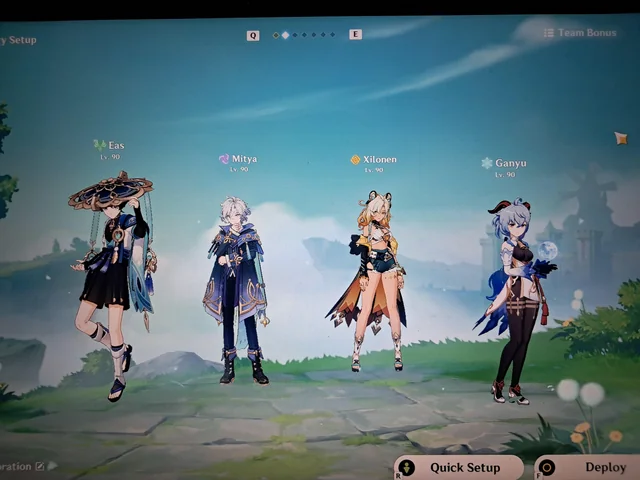 y Setup
Q
E
Team Bonus
Eas
Lv. 90
Mitya
Lv. 90
Xilonen
Lv. 90
Ganyu
Lv. 90
oration
R
Quick Setup
F
Deploy